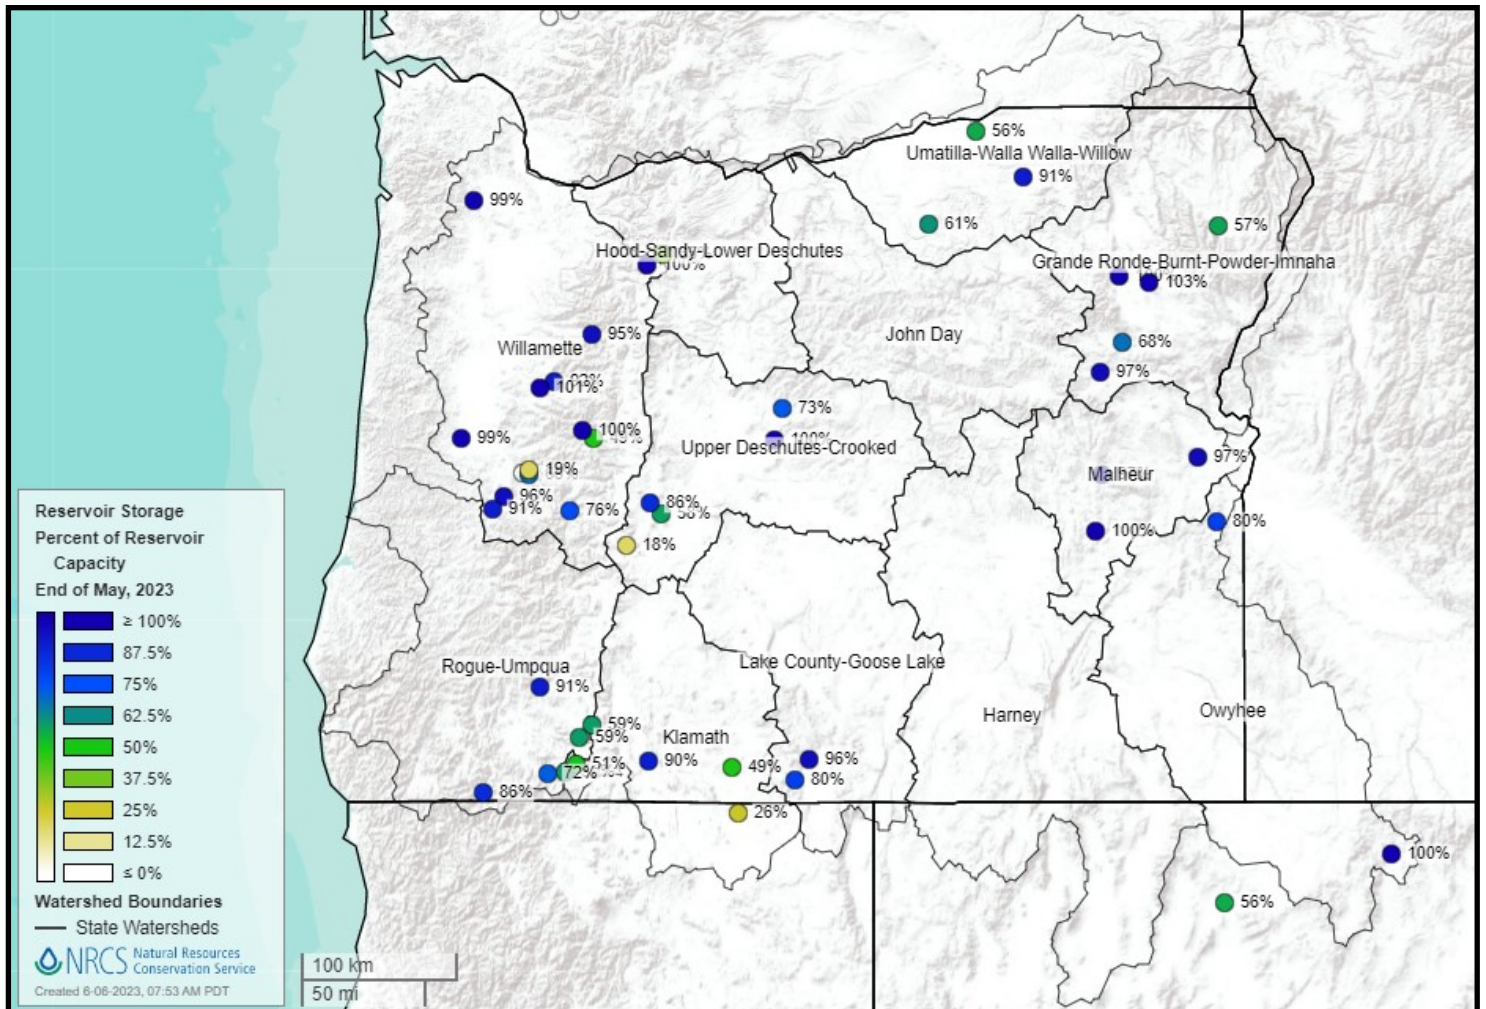 56%
Umatilla-Walla Walla-Willow
91%
99%
61%
57%
Hood-Sandy-Lower Deschutes
100%
Grande Ronde-Burnt-Powder-Imnaha
103%
95%
Willamette
John Day
68%
97%
101%
73%
99%
100%
Upper Deschutes-Crooked
97%
Malheur
19%
96%
91%
76%
86%
100%
80%
18%
Reservoir Storage
Percent of Reservoir
Capacity
End of May, 2023
≥ 100%
87.5%
75%
62.5%
50%
37.5%
25%
12.5%
≤ 0%
Watershed Boundaries
State Watersheds
NRCS Natural Resources
Conservation Service
Created 6-06-2023, 07:53 AM PDT
Rogue-Umpqua
91%
Lake County-Goose Lake
Harney
Owyhee
59%
59%
Klamath
51%
72%
90%
49%
96%
80%
86%
26%
100%
56%
100 km
50 mi